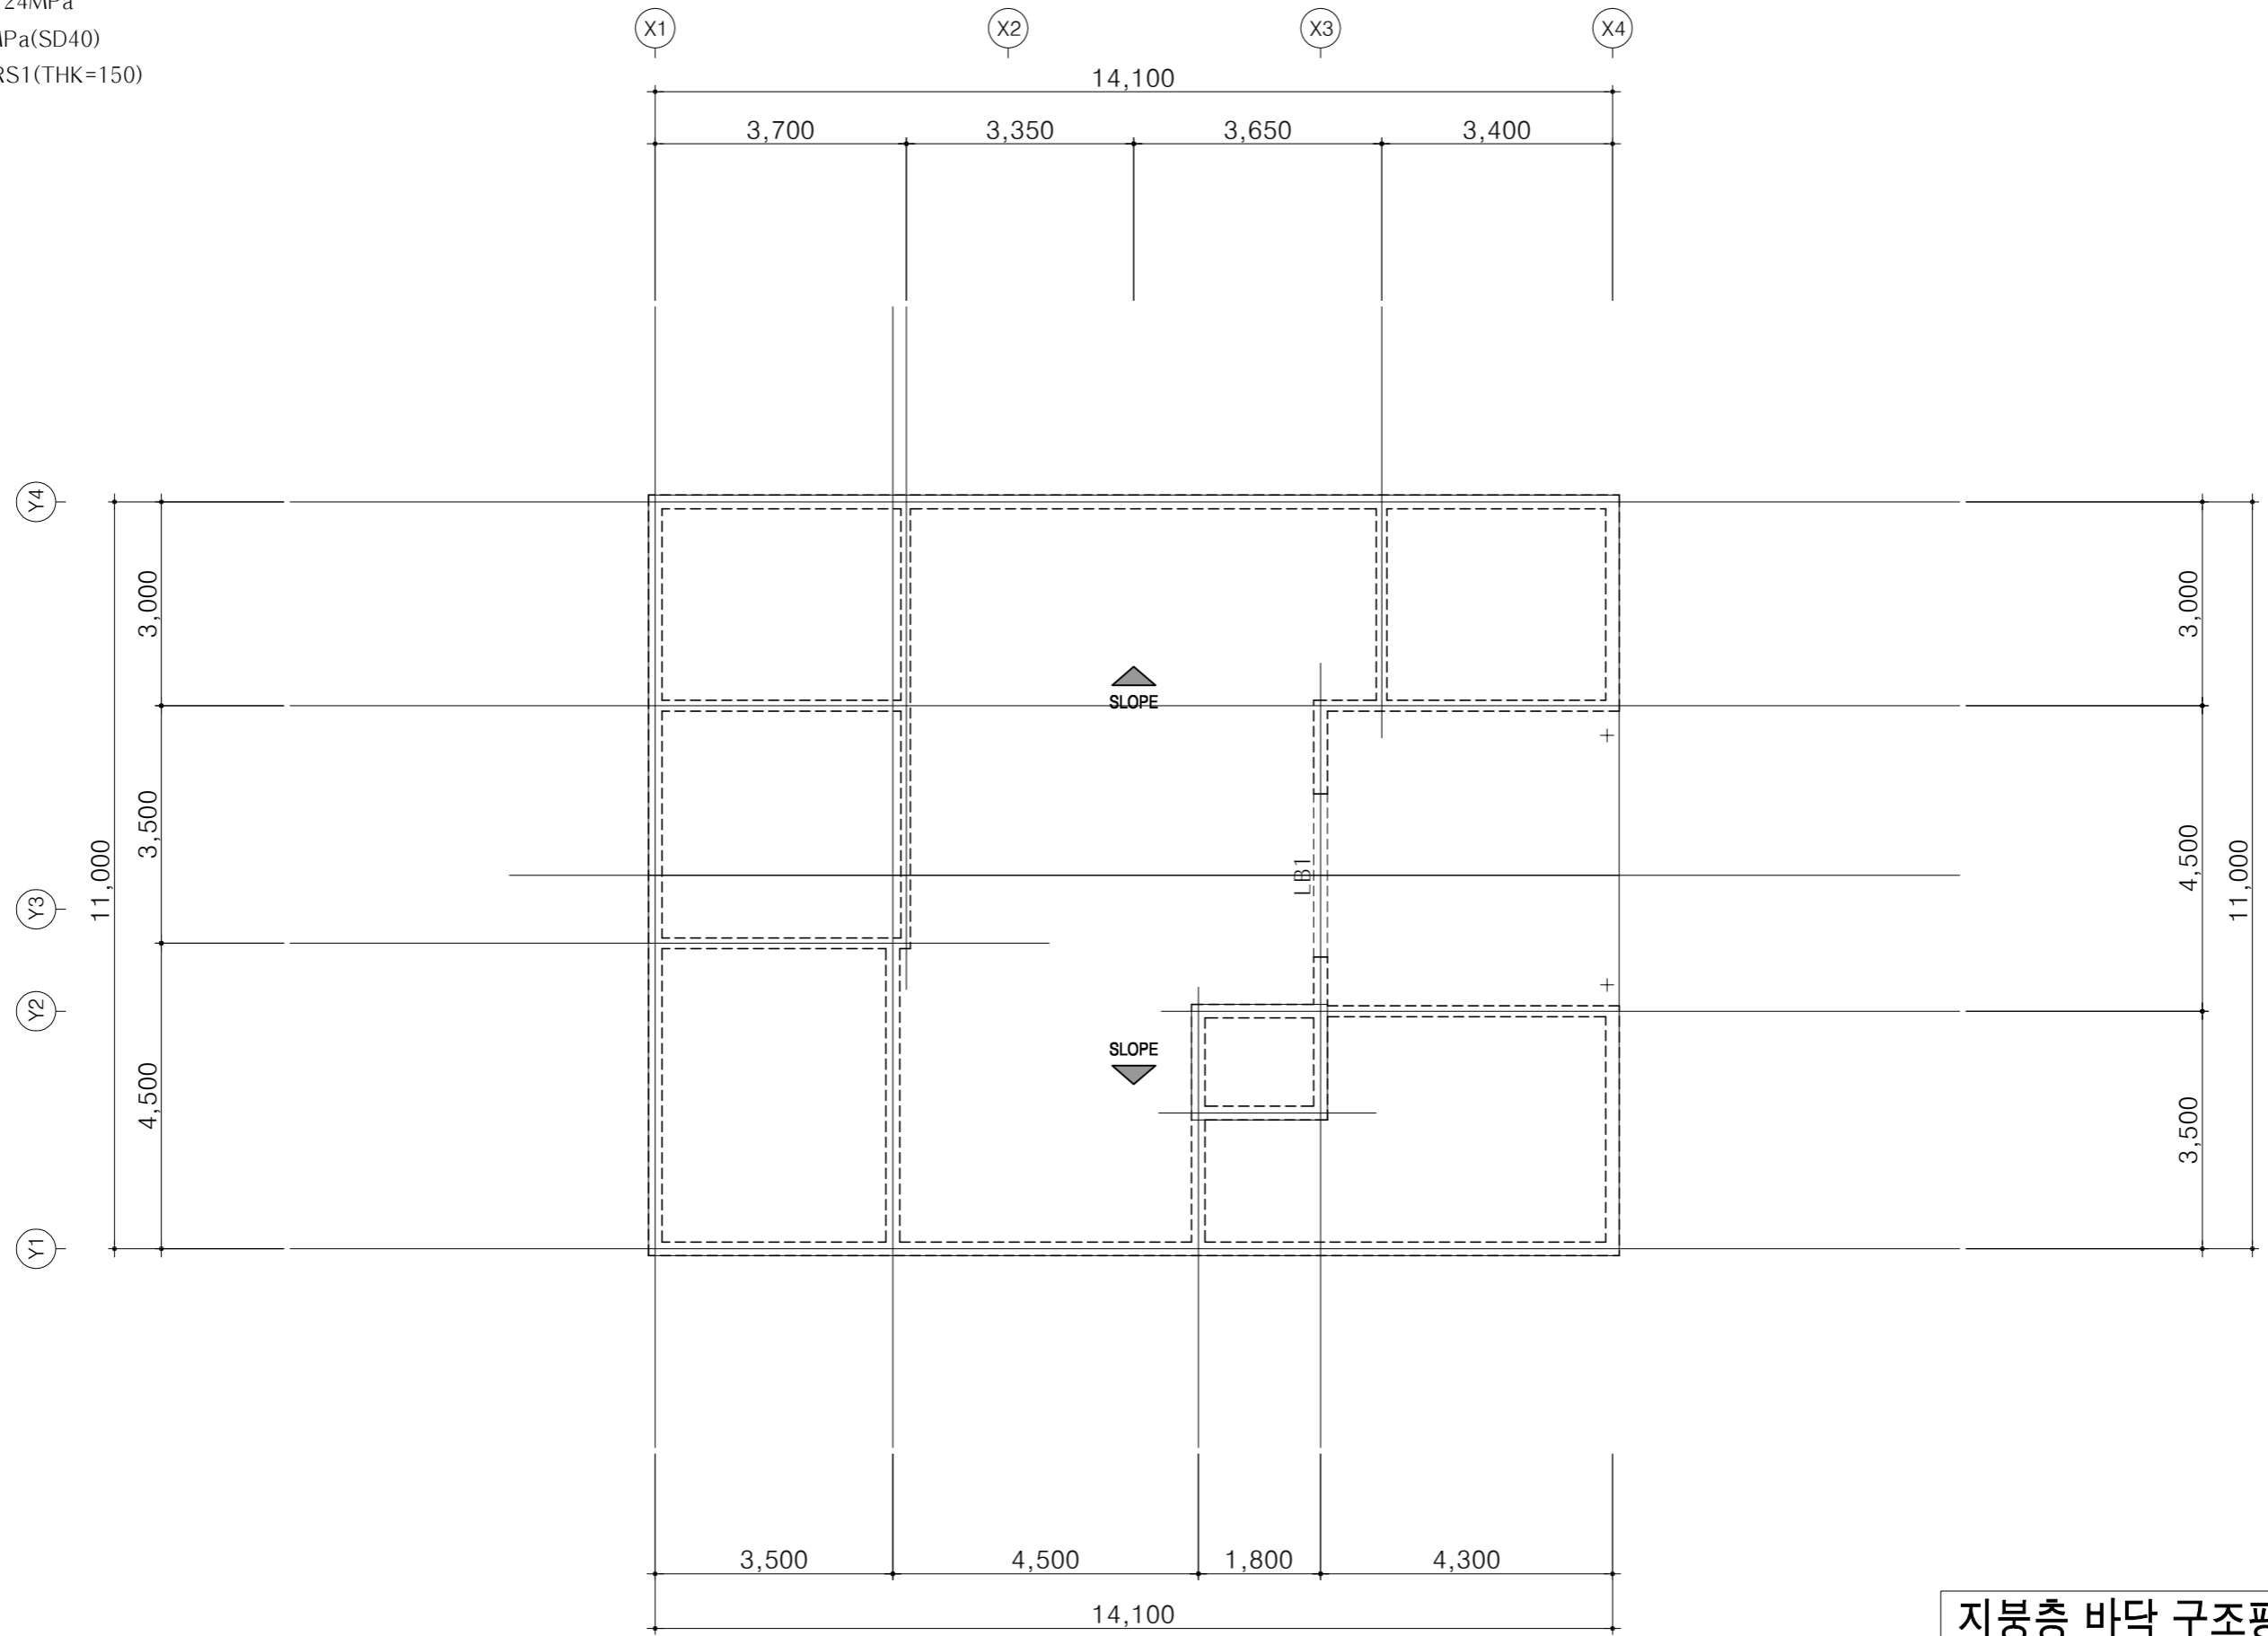 24MPa
MPa(SD40)
RS1(THK=150)
X1
X2
X3
X4
14,100
3,700
3,350
3,650
3,400
Y4
3,000
3,000
SLOPE
3,500
4,500
11,000
11,000
LB1
Y3
Y2
SLOPE
4,500
3,500
Y1
3,500
4,500
1,800
4,300
14,100
지붕층 바닥 구조평